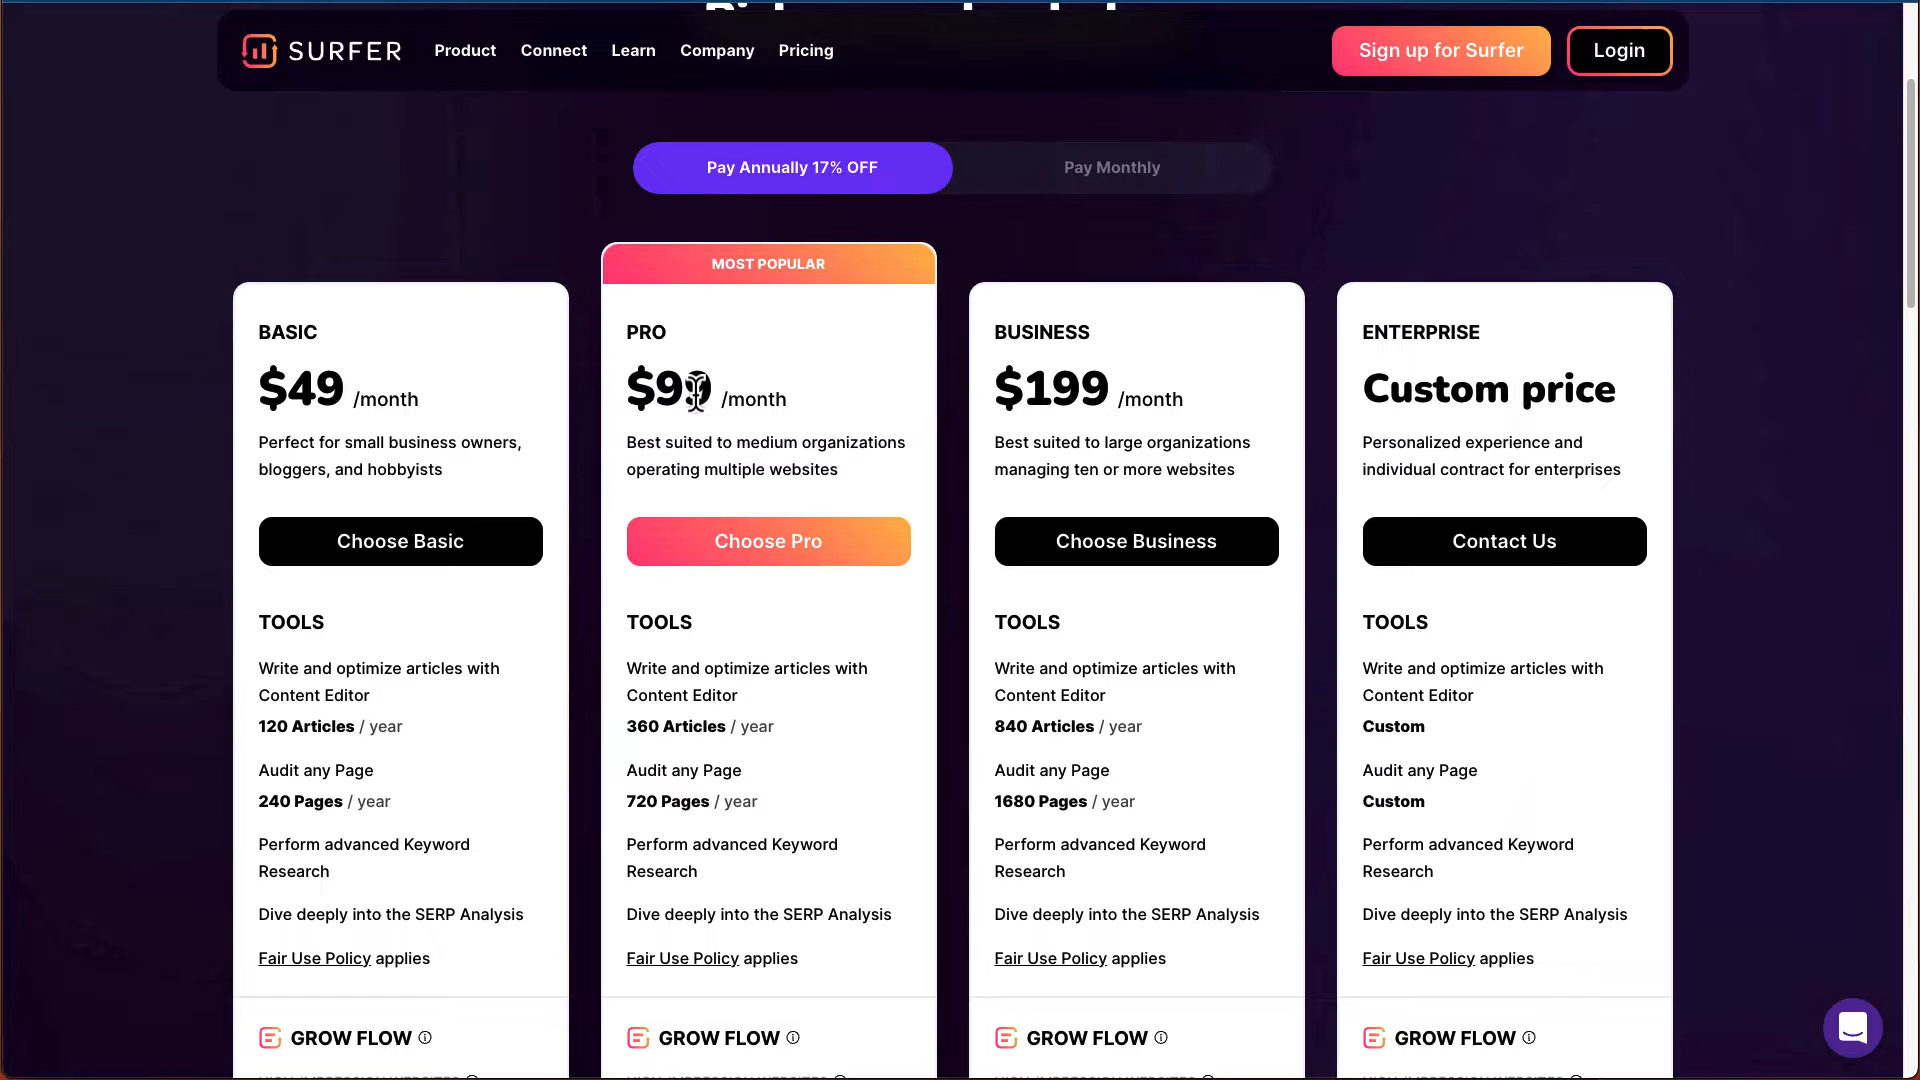 SURFER
Product Connect Learn Company Pricing
Sign up for Surfer
Login
Pay Annually 17% OFF
Pay Monthly
MOST POPULAR
BASIC
$49 /month
Perfect for small business owners,
bloggers, and hobbyists
Choose Basic
TOOLS
Write and optimize articles with
Content Editor
120 Articles / year
Audit any Page
240 Pages / year
Perform advanced Keyword
Research
Dive deeply into the SERP Analysis
Fair Use Policy applies
GROW FLOW
PRO
$99 /month
Best suited to medium organizations
operating multiple websites
Choose Pro
TOOLS
Write and optimize articles with
Content Editor
360 Articles / year
Audit any Page
720 Pages / year
Perform advanced Keyword
Research
Dive deeply into the SERP Analysis
Fair Use Policy applies
GROW FLOW
BUSINESS
$199 /month
Best suited to large organizations
managing ten or more websites
Choose Business
TOOLS
Write and optimize articles with
Content Editor
840 Articles / year
Audit any Page
1680 Pages / year
Perform advanced Keyword
Research
Dive deeply into the SERP Analysis
Fair Use Policy applies
GROW FLOW
ENTERPRISE
Custom price
Personalized experience and
individual contract for enterprises
Contact Us
TOOLS
Write and optimize articles with
Content Editor
Custom
Audit any Page
Custom
Perform advanced Keyword
Research
Dive deeply into the SERP Analysis
Fair Use Policy applies
GROW FLOW